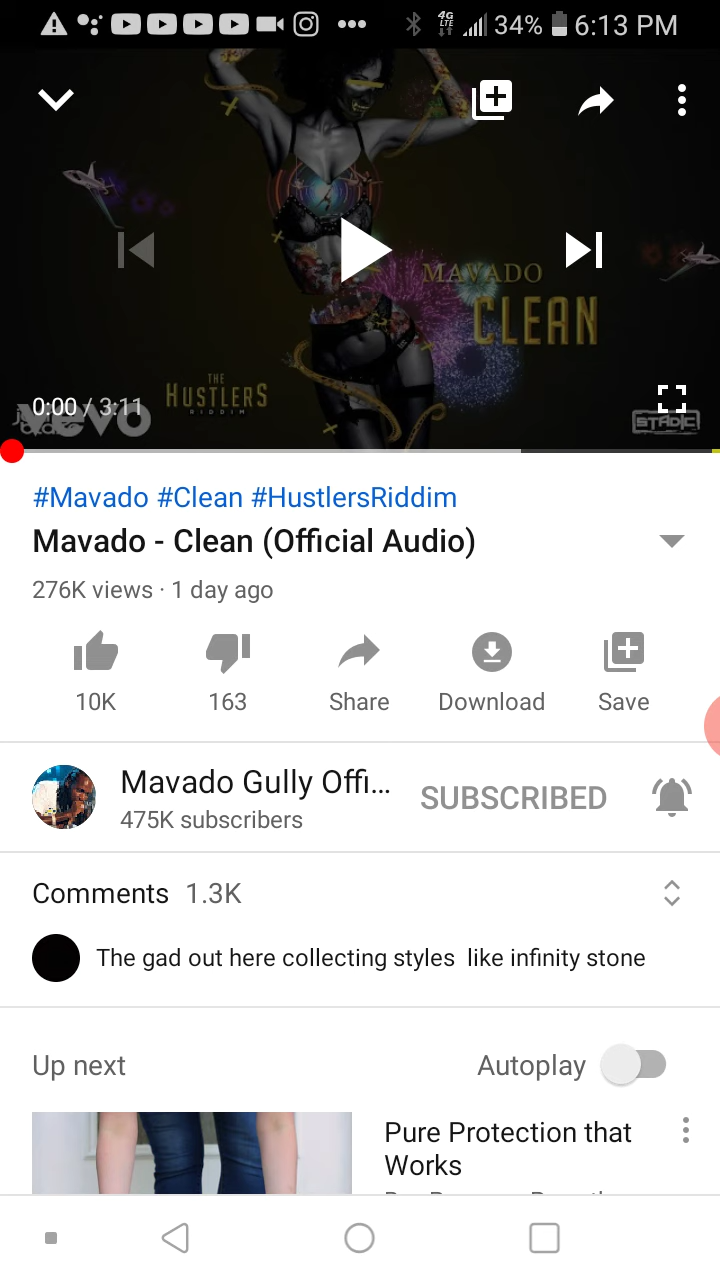 4G
LTE
34%
6:13 PM
MAVADO
CLEAN
THE
HUSTLERS
RIDDIM
0:00 / 3:11
vevo
STADIC
#Mavado #Clean #HustlersRiddim
Mavado - Clean (Official Audio)
276K views · 1 day ago
10K
163
Share
Download
Save
Mavado Gully Offi...
SUBSCRIBED
475K subscribers
Comments 1.3K
The gad out here collecting styles like infinity stone
Up next
Autoplay
Pure Protection that
Works